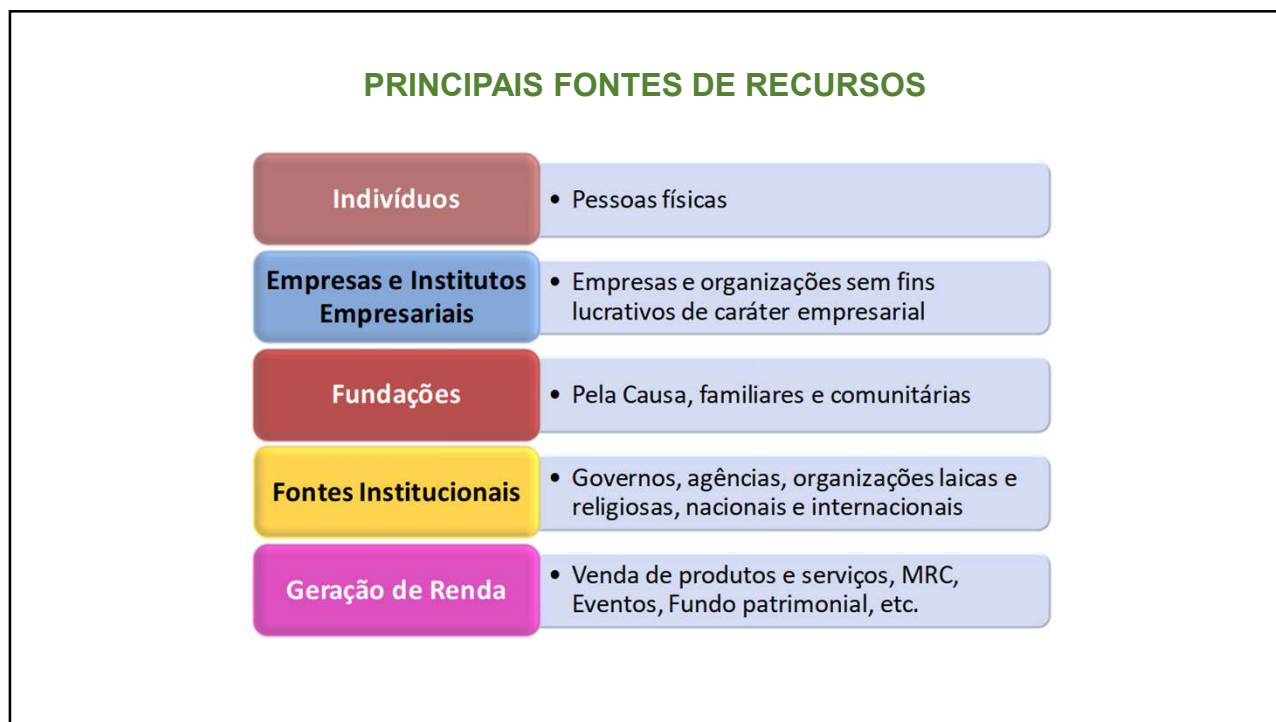 PRINCIPAIS FONTES DE RECURSOS
Indivíduos
• Pessoas físicas
Empresas e Institutos
Empresariais
• Empresas e organizações sem fins
lucrativos de caráter empresarial
Fundações
• Pela Causa, familiares e comunitárias
Fontes Institucionais
• Governos, agências, organizações laicas e
religiosas, nacionais e internacionais
Geração de Renda
• Venda de produtos e serviços, MRC,
Eventos, Fundo patrimonial, etc.